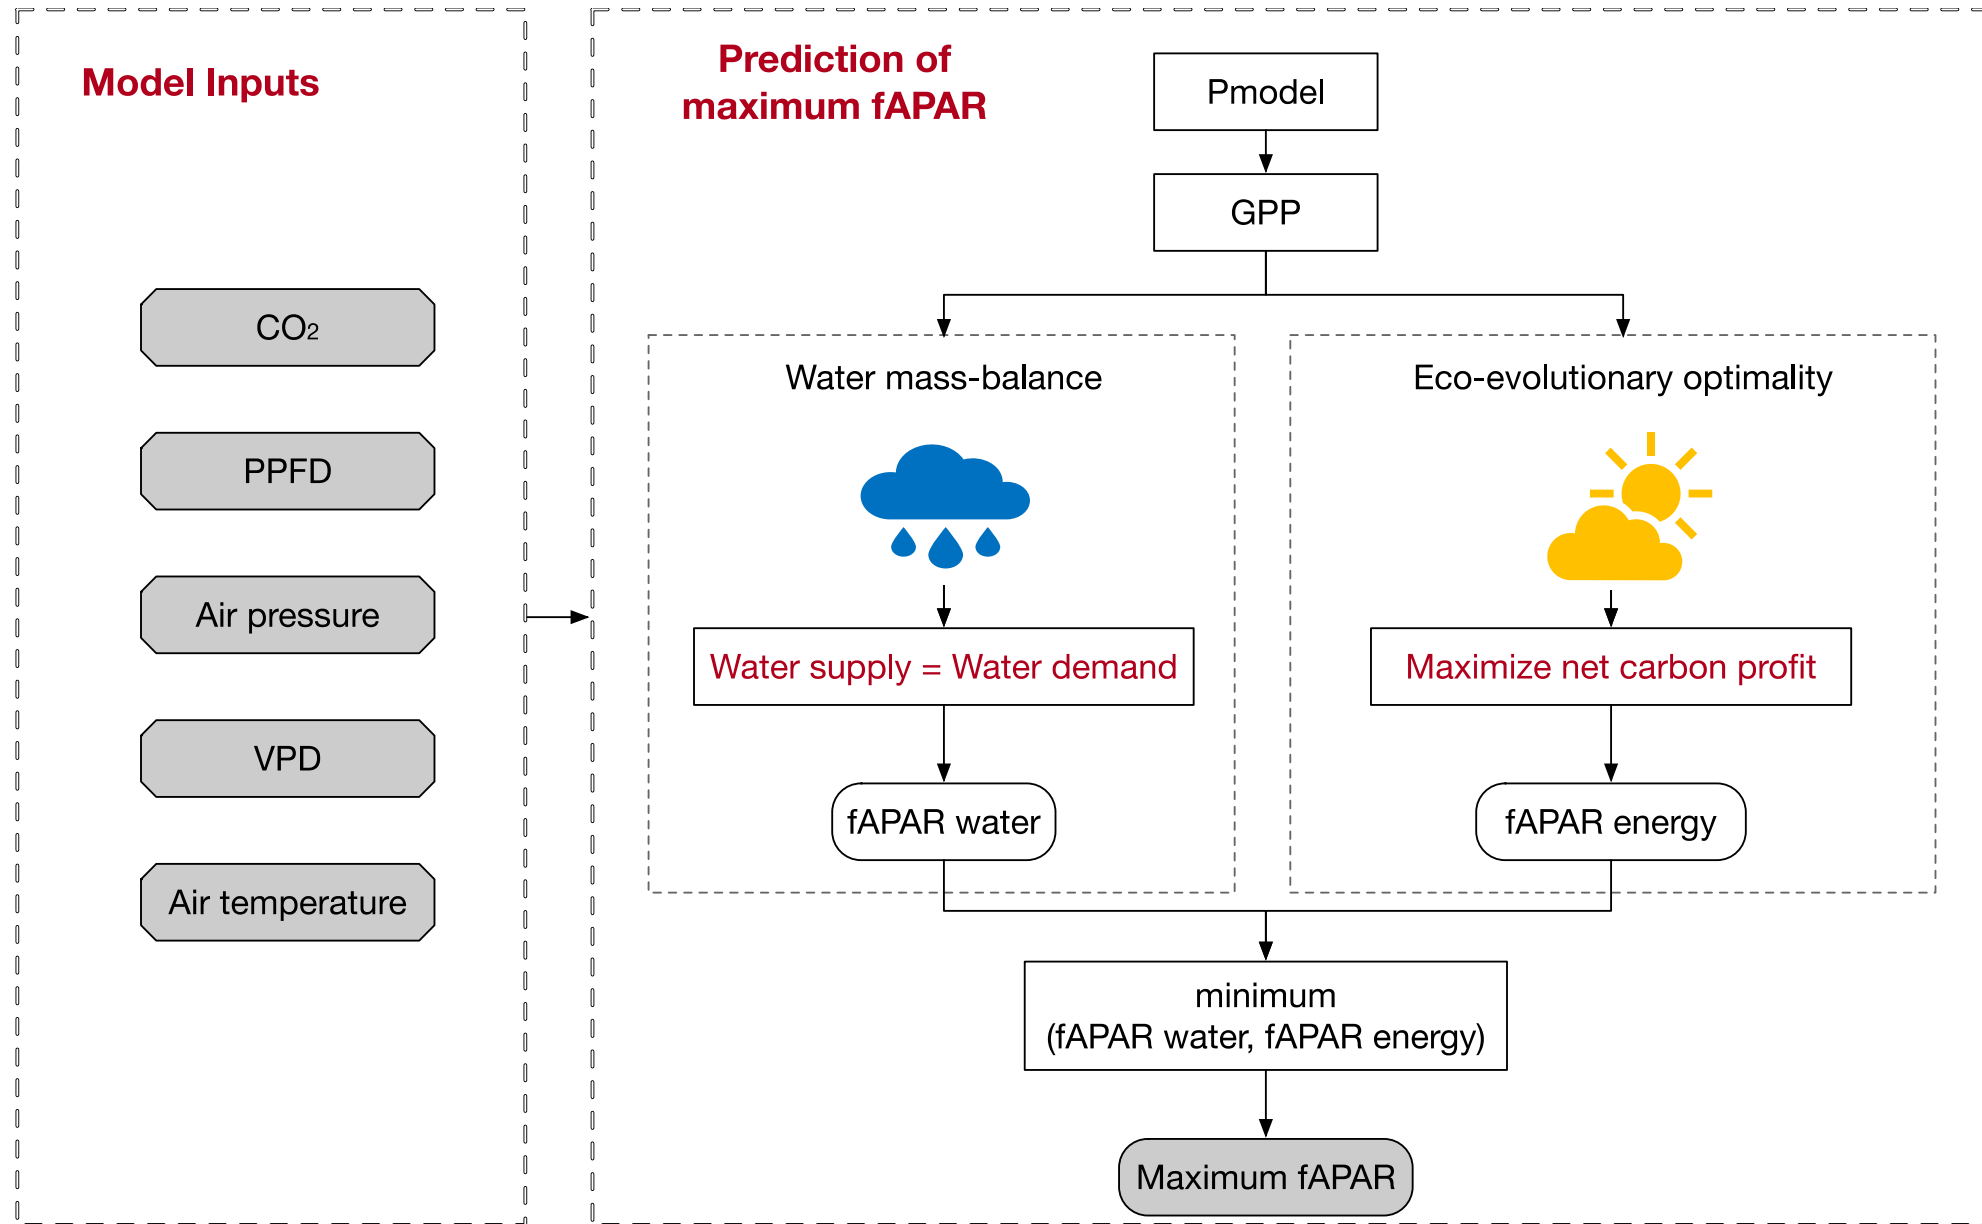 Model Inputs
CO₂
PPFD
Air pressure
VPD
Air temperature
Prediction of
maximum fAPAR
Pmodel
GPP
Water mass-balance
Water supply = Water demand
fAPAR water
Eco-evolutionary optimality
Maximize net carbon profit
fAPAR energy
minimum
(fAPAR water, fAPAR energy)
Maximum fAPAR